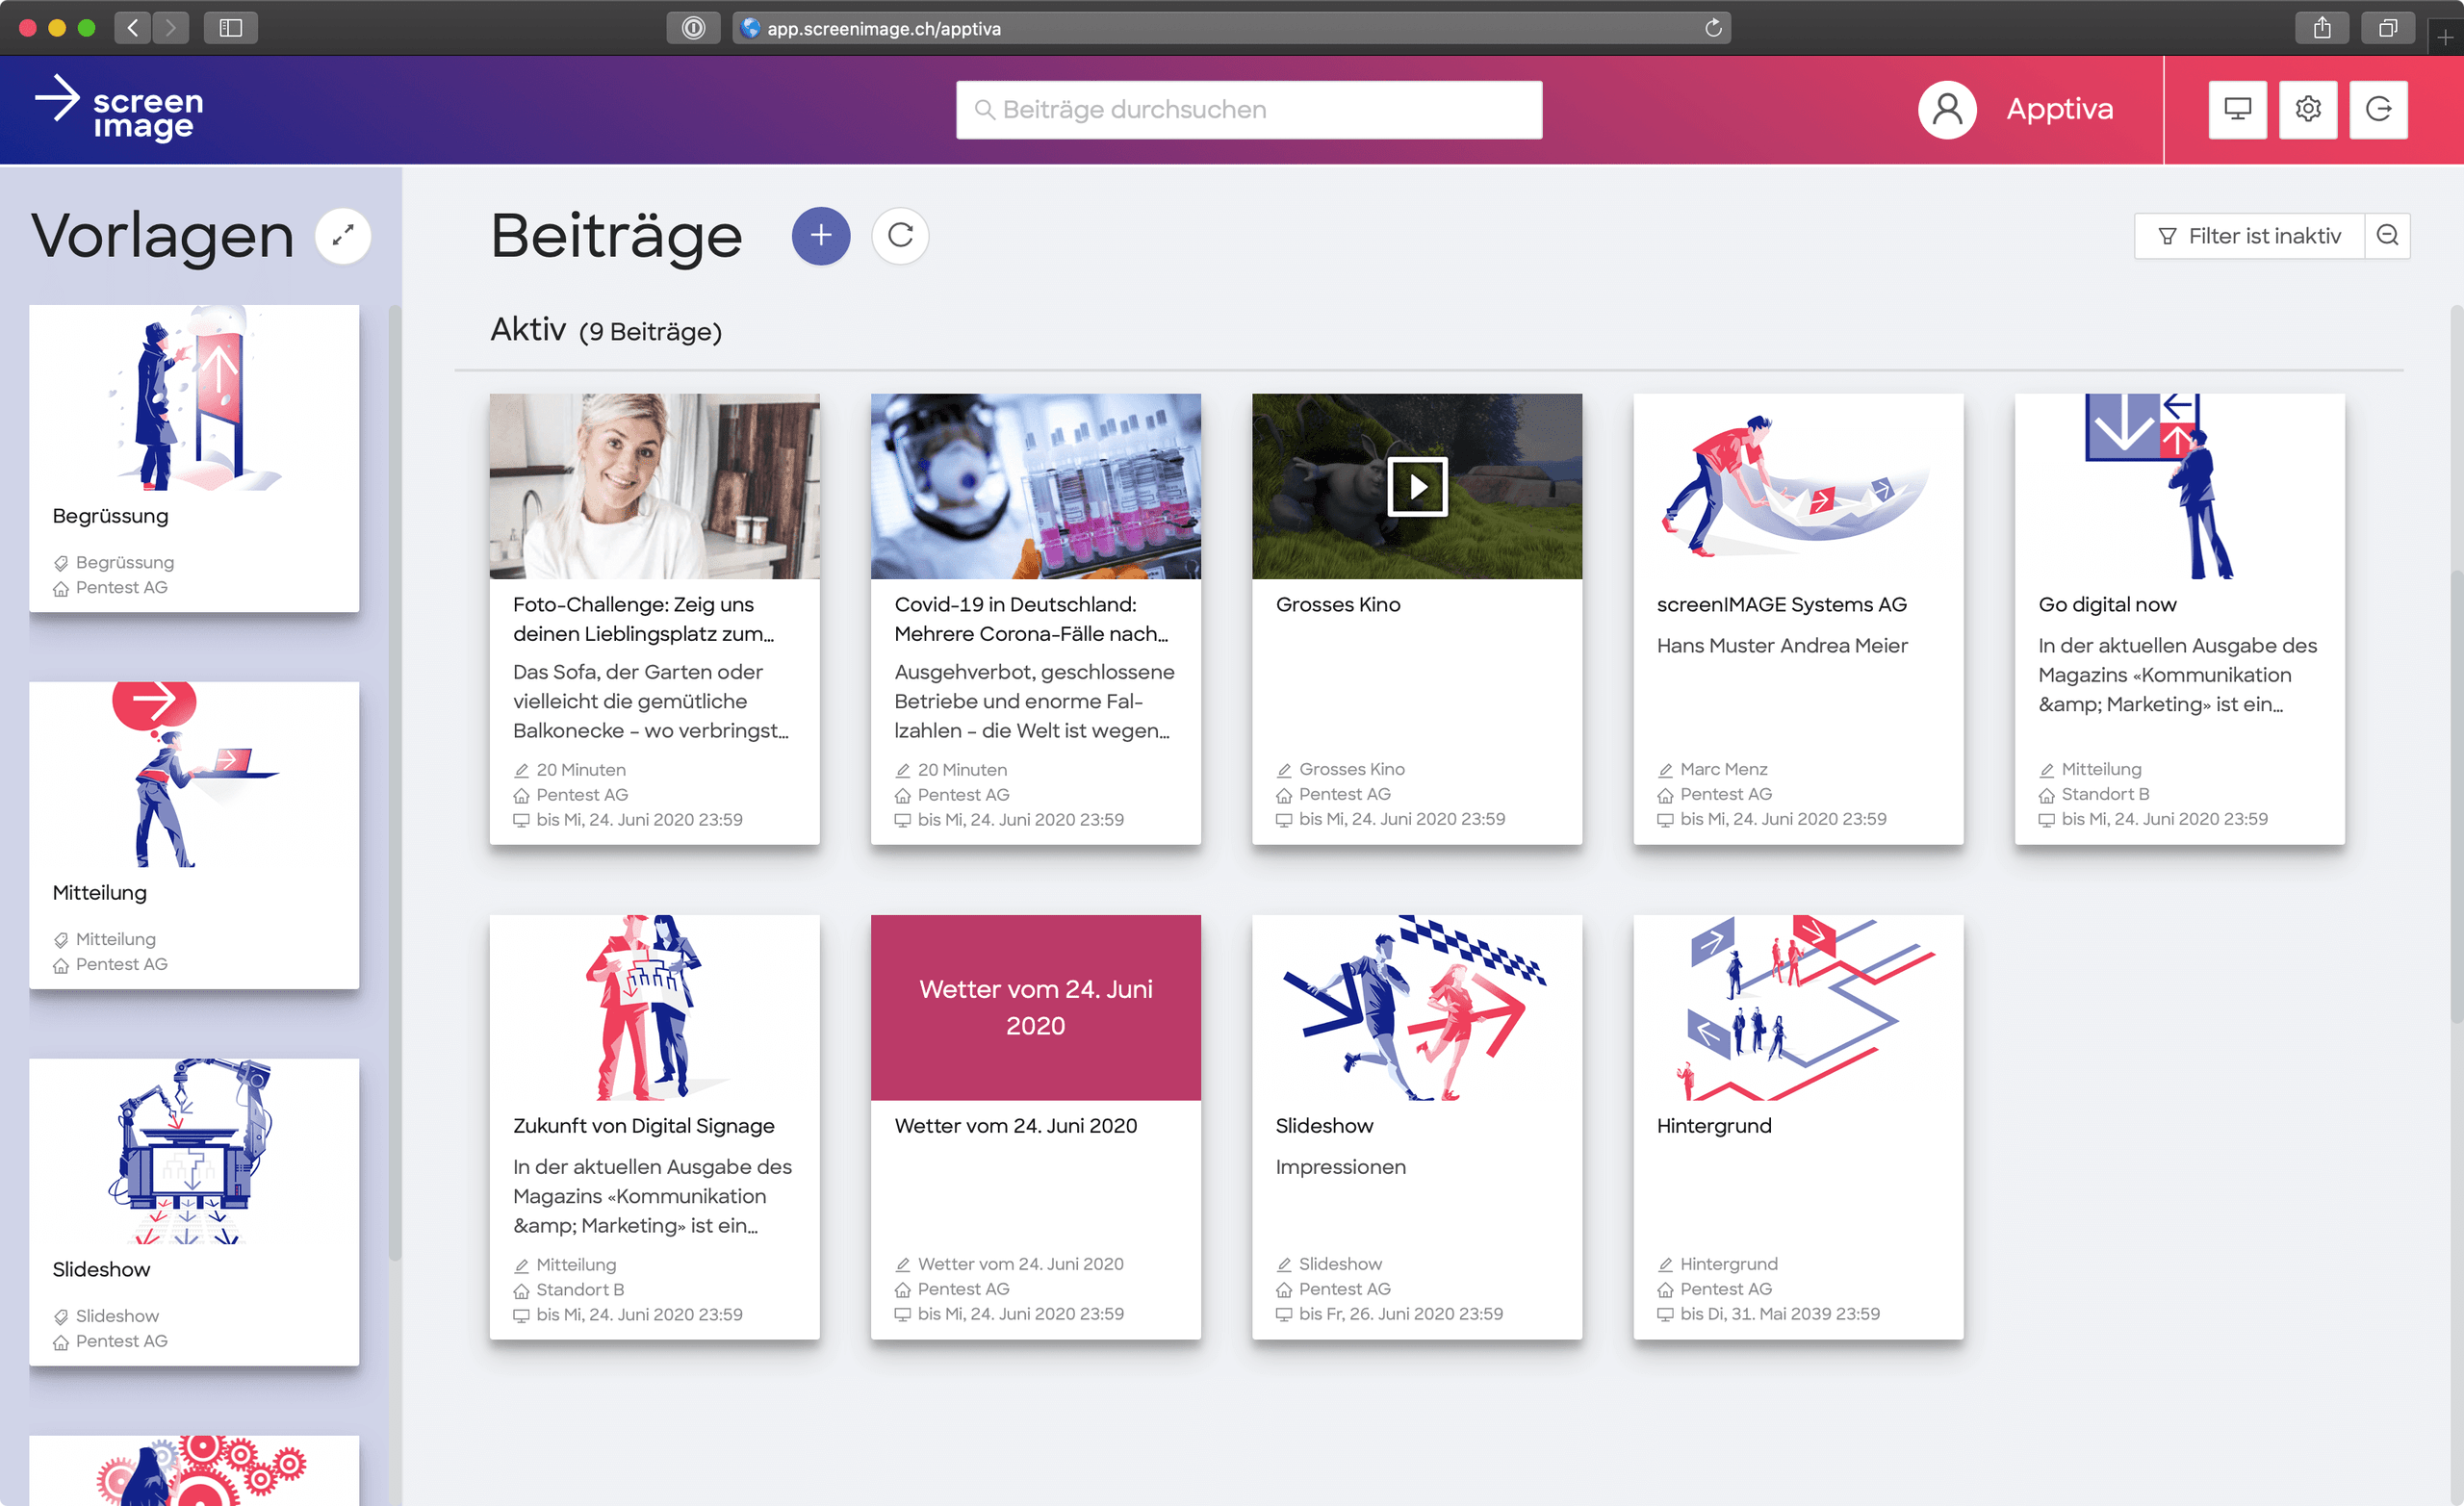 app.screenimage.ch/apptiva
screen
image
Beiträge durchsuchen
Apptiva
Vorlagen
Begrüssung
Begrüssung
Pentest AG
Mitteilung
Mitteilung
Pentest AG
Slideshow
Slideshow
Pentest AG
Beiträge
Filter ist inaktiv
Aktiv (9 Beiträge)
Foto-Challenge: Zeig uns
deinen Lieblingsplatz zum...
Das Sofa, der Garten oder
vielleicht die gemütliche
Balkonecke – wo verbringst...
20 Minuten
Pentest AG
bis Mi, 24. Juni 2020 23:59
Covid-19 in Deutschland:
Mehrere Corona-Fälle nach...
Ausgehverbot, geschlossene
Betriebe und enorme Fal-
lzahlen – die Welt ist wegen...
20 Minuten
Pentest AG
bis Mi, 24. Juni 2020 23:59
Grosses Kino
Grosses Kino
Pentest AG
bis Mi, 24. Juni 2020 23:59
screenIMAGE Systems AG
Hans Muster Andrea Meier
Marc Menz
Pentest AG
bis Mi, 24. Juni 2020 23:59
Go digital now
In der aktuellen Ausgabe des
Magazins «Kommunikation
&amp; Marketing» ist ein...
Mitteilung
Standort B
bis Mi, 24. Juni 2020 23:59
Zukunft von Digital Signage
In der aktuellen Ausgabe des
Magazins «Kommunikation
&amp; Marketing» ist ein...
Mitteilung
Standort B
bis Mi, 24. Juni 2020 23:59
Wetter vom 24. Juni
2020
Wetter vom 24. Juni 2020
Wetter vom 24. Juni 2020
Pentest AG
bis Mi, 24. Juni 2020 23:59
Slideshow
Impressionen
Slideshow
Pentest AG
bis Fr, 26. Juni 2020 23:59
Hintergrund
Hintergrund
Pentest AG
bis Di, 31. Mai 2039 23:59